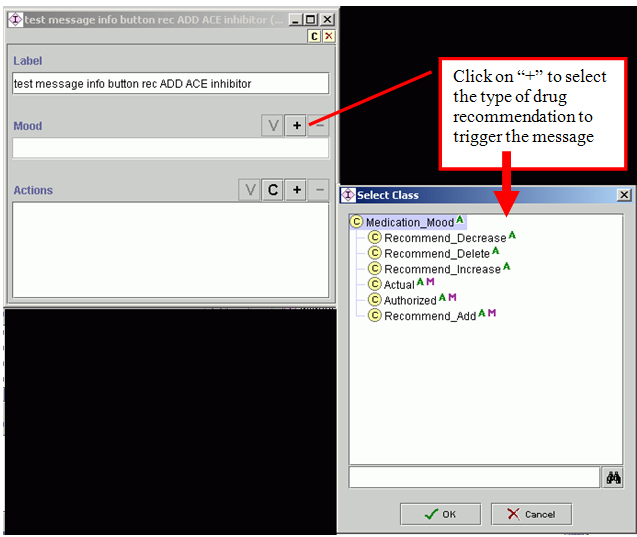 test message info button rec ADD ACE inhibitor (...
C
Label
test message info button rec ADD ACE inhibitor
Mood
V + −
Actions
V C + −
Click on “+” to select
the type of drug
recommendation to
trigger the message
Select Class
C Medication_Mood A
C Recommend_Decrease A
C Recommend_Delete A
C Recommend_Increase A
C Actual A M
C Authorized A M
C Recommend_Add A M
OK
Cancel